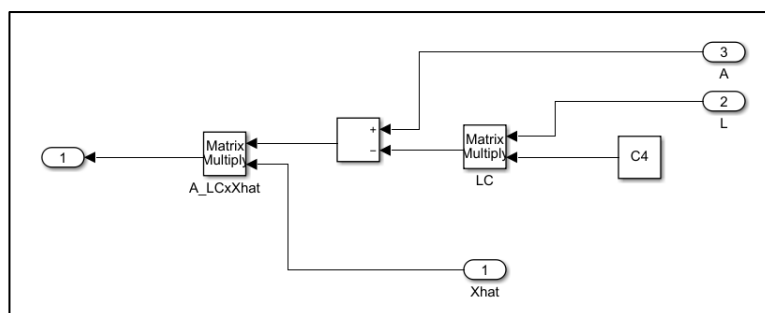 3
A
2
L
+
−
Matrix
Multiply
LC
C4
Matrix
Multiply
A_LCxXhat
1
1
Xhat